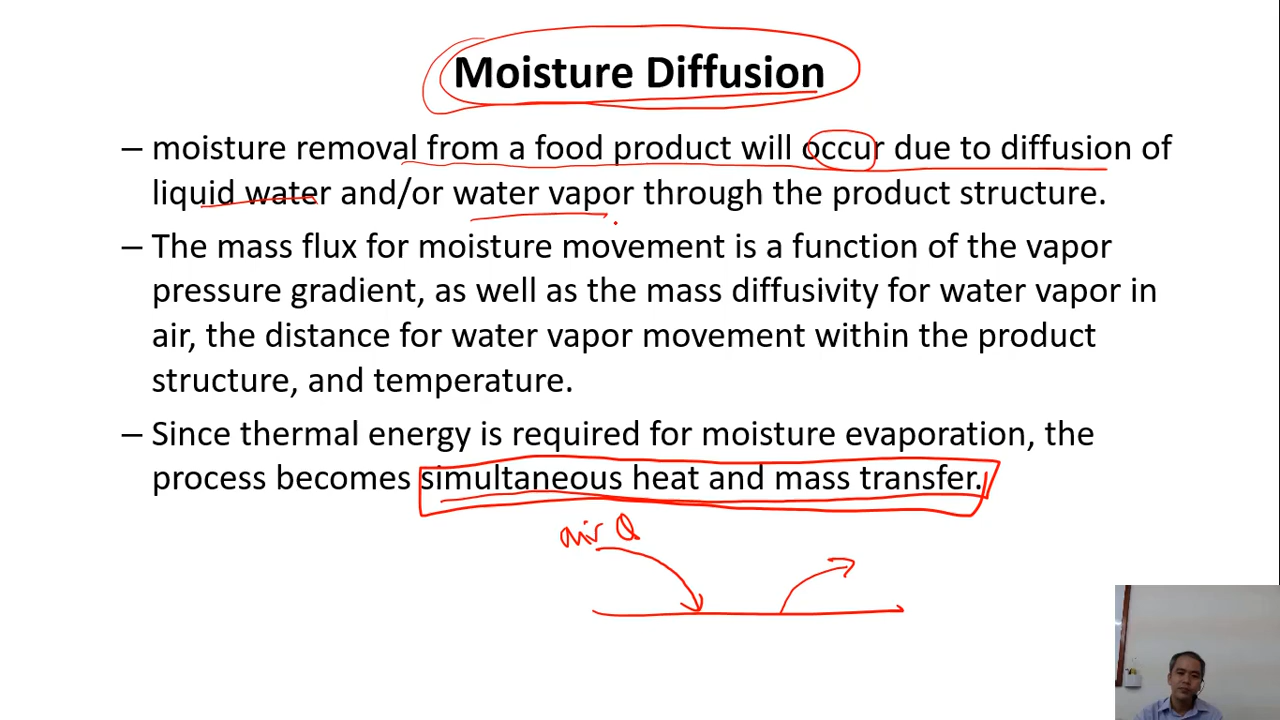 Moisture Diffusion
– moisture removal from a food product will occur due to diffusion of
liquid water and/or water vapor through the product structure.
– The mass flux for moisture movement is a function of the vapor
pressure gradient, as well as the mass diffusivity for water vapor in
air, the distance for water vapor movement within the product
structure, and temperature.
– Since thermal energy is required for moisture evaporation, the
process becomes simultaneous heat and mass transfer.
air Q